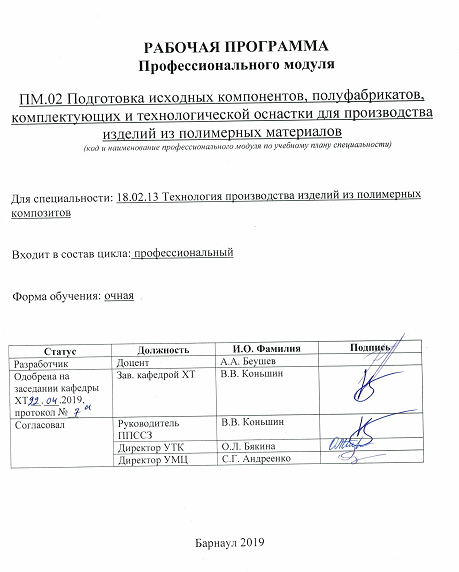 РАБОЧАЯ ПРОГРАММА
Профессионального модуля
ПМ.02 Подготовка исходных компонентов, полуфабрикатов,
комплектующих и технологической оснастки для производства
изделий из полимерных материалов
(код и наименование профессионального модуля по учебному плану специальности)
Для специальности: 18.02.13 Технология производства изделий из полимерных
композитов
Входит в состав цикла: профессиональный
Форма обучения: очная
Статус Должность И.О. Фамилия Подпись
Разработчик Доцент А.А. Беушев
Одобрена на Зав. кафедрой ХТ В.В. Коньшин
заседании кафедры
ХТ 22.04.2019,
протокол № 7
Согласовал Руководитель В.В. Коньшин
ППССЗ
Директор УТК О.Л. Бякина
Директор УМЦ С.Г. Андреенко
Барнаул 2019